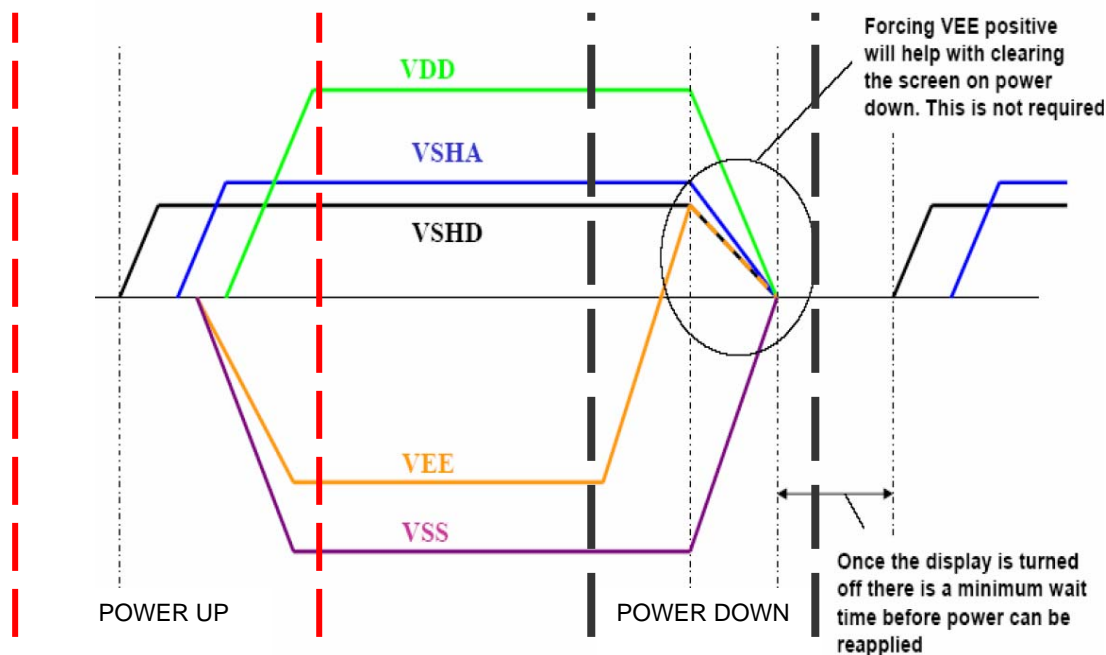 Forcing VEE positive
will help with clearing
the screen on power
down. This is not required
VDD
VSHA
VSHD
VEE
VSS
Once the display is turned
off there is a minimum wait
time before power can be
reapplied
POWER UP
POWER DOWN